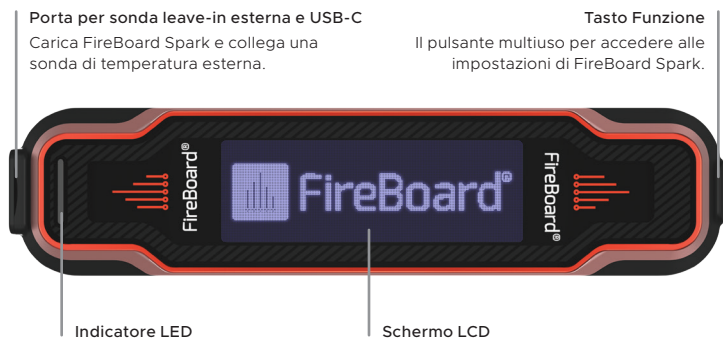 Porta per sonda leave-in esterna e USB-C
Carica FireBoard Spark e collega una
sonda di temperatura esterna.
Tasto Funzione
Il pulsante multiuso per accedere alle
impostazioni di FireBoard Spark.
FireBoard®
FireBoard®
FireBoard®
Indicatore LED
Schermo LCD